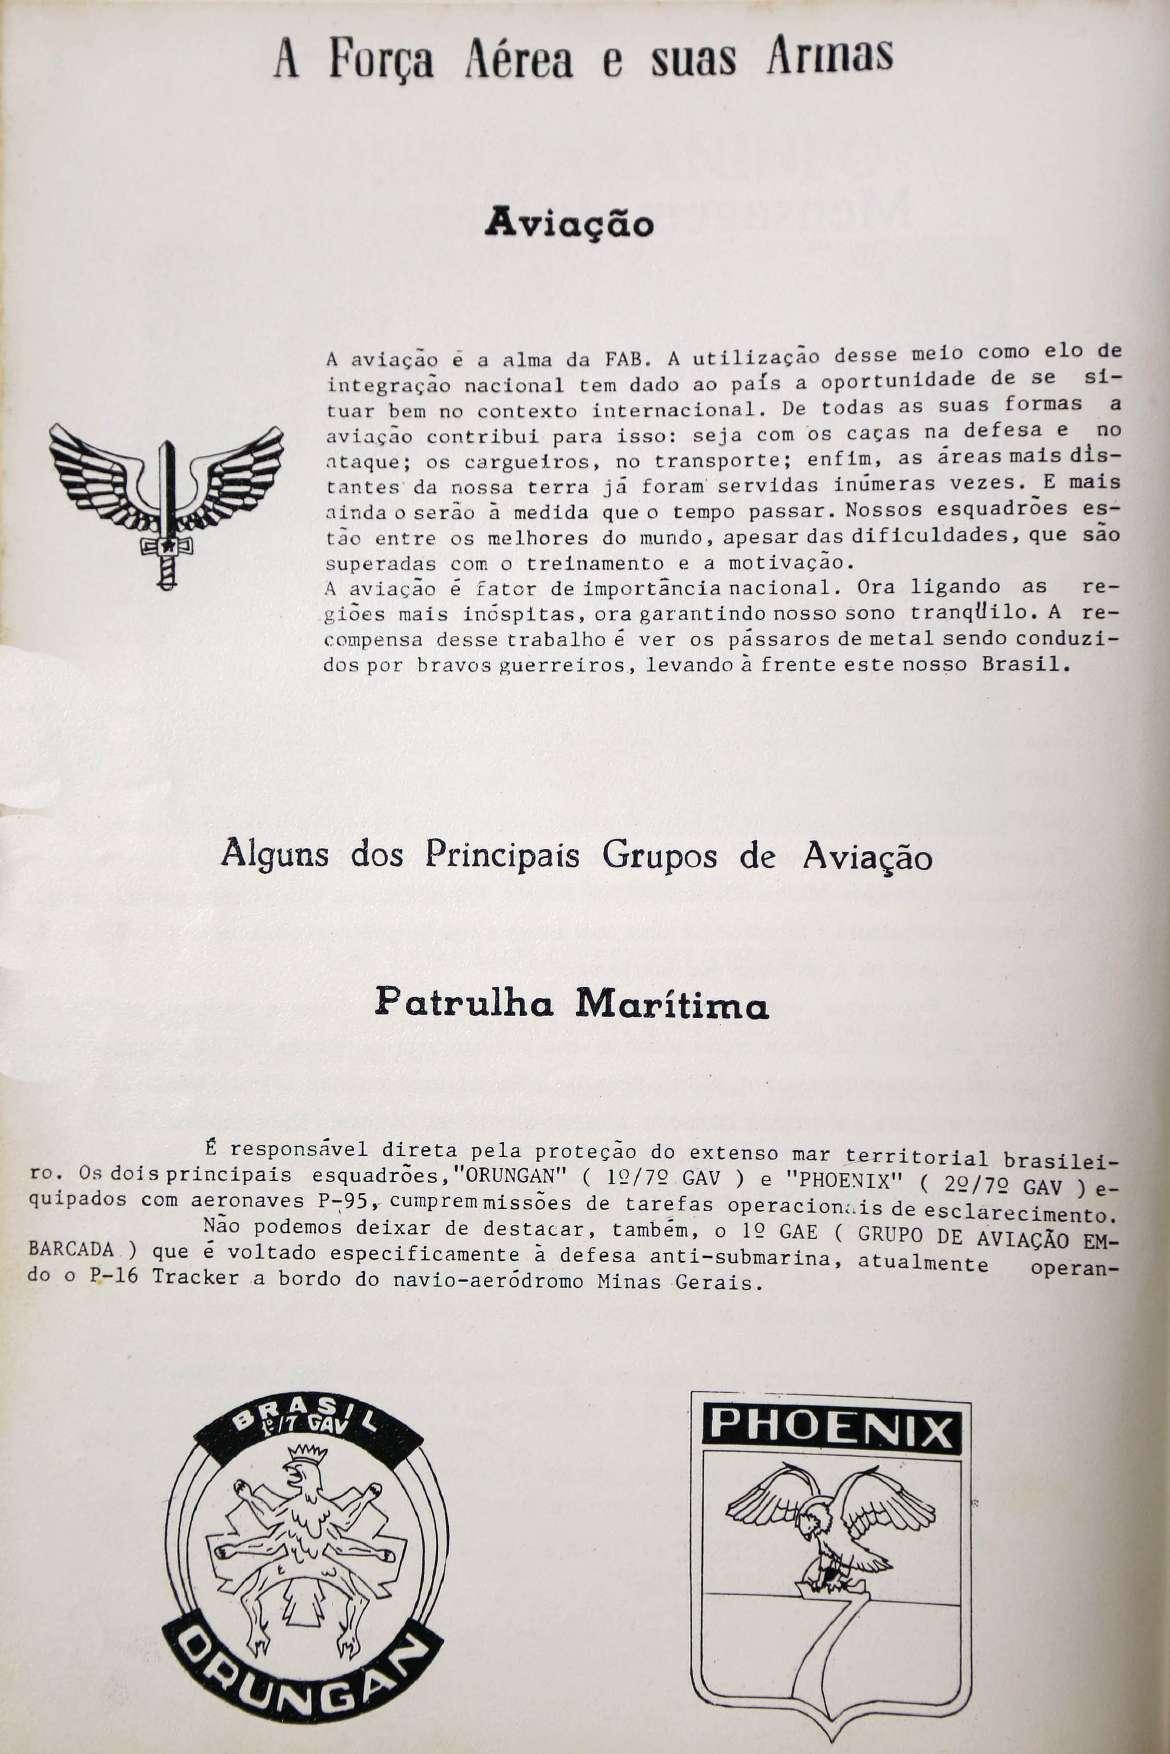 A Força Aérea e suas Armas
Aviação
A aviação é a alma da FAB. A utilização desse meio como elo de
integração nacional tem dado ao país a oportunidade de se si-
tuar bem no contexto internacional. De todas as suas formas a
aviação contribui para isso: seja com os caças na defesa e no
ataque; os cargueiros, no transporte; enfim, as áreas mais dis-
tantes da nossa terra já foram servidas inúmeras vezes. E mais
ainda o serão à medida que o tempo passar. Nossos esquadrões es-
tão entre os melhores do mundo, apesar das dificuldades, que são
superadas com o treinamento e a motivação.
A aviação é fator de importância nacional. Ora ligando as re-
giões mais inóspitas, ora garantindo nosso sono tranqüilo. A re-
compensa desse trabalho é ver os pássaros de metal sendo conduzi-
dos por bravos guerreiros, levando à frente este nosso Brasil.
Alguns dos Principais Grupos de Aviação
Patrulha Marítima
É responsável direta pela proteção do extenso mar territorial brasilei-
ro. Os dois principais esquadrões, "ORUNGAN" ( 1º/7º GAV ) e "PHOENIX" ( 2º/7º GAV ) e-
quipados com aeronaves P-95, cumprem missões de tarefas operacionais de esclarecimento.
Não podemos deixar de destacar, também, o 1º GAE ( GRUPO DE AVIAÇÃO EM-
BARCADA ) que é voltado especificamente à defesa anti-submarina, atualmente operan-
do o P-16 Tracker a bordo do navio-aeródromo Minas Gerais.
BRASIL
1º/7 GAV
ORUNGAN
PHOENIX